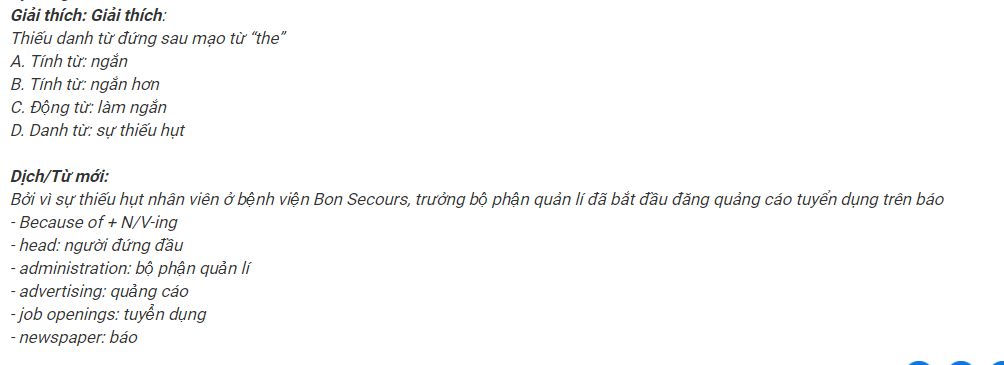 Giải thích: Giải thích:
Thiếu danh từ đứng sau mạo từ “the”
A. Tính từ: ngắn
B. Tính từ: ngắn hơn
C. Động từ: làm ngắn
D. Danh từ: sự thiếu hụt
Dịch/Từ mới:
Bởi vì sự thiếu hụt nhân viên ở bệnh viện Bon Secours, trưởng bộ phận quản lí đã bắt đầu đăng quảng cáo tuyển dụng trên báo
- Because of + N/V-ing
- head: người đứng đầu
- administration: bộ phận quản lí
- advertising: quảng cáo
- job openings: tuyển dụng
- newspaper: báo